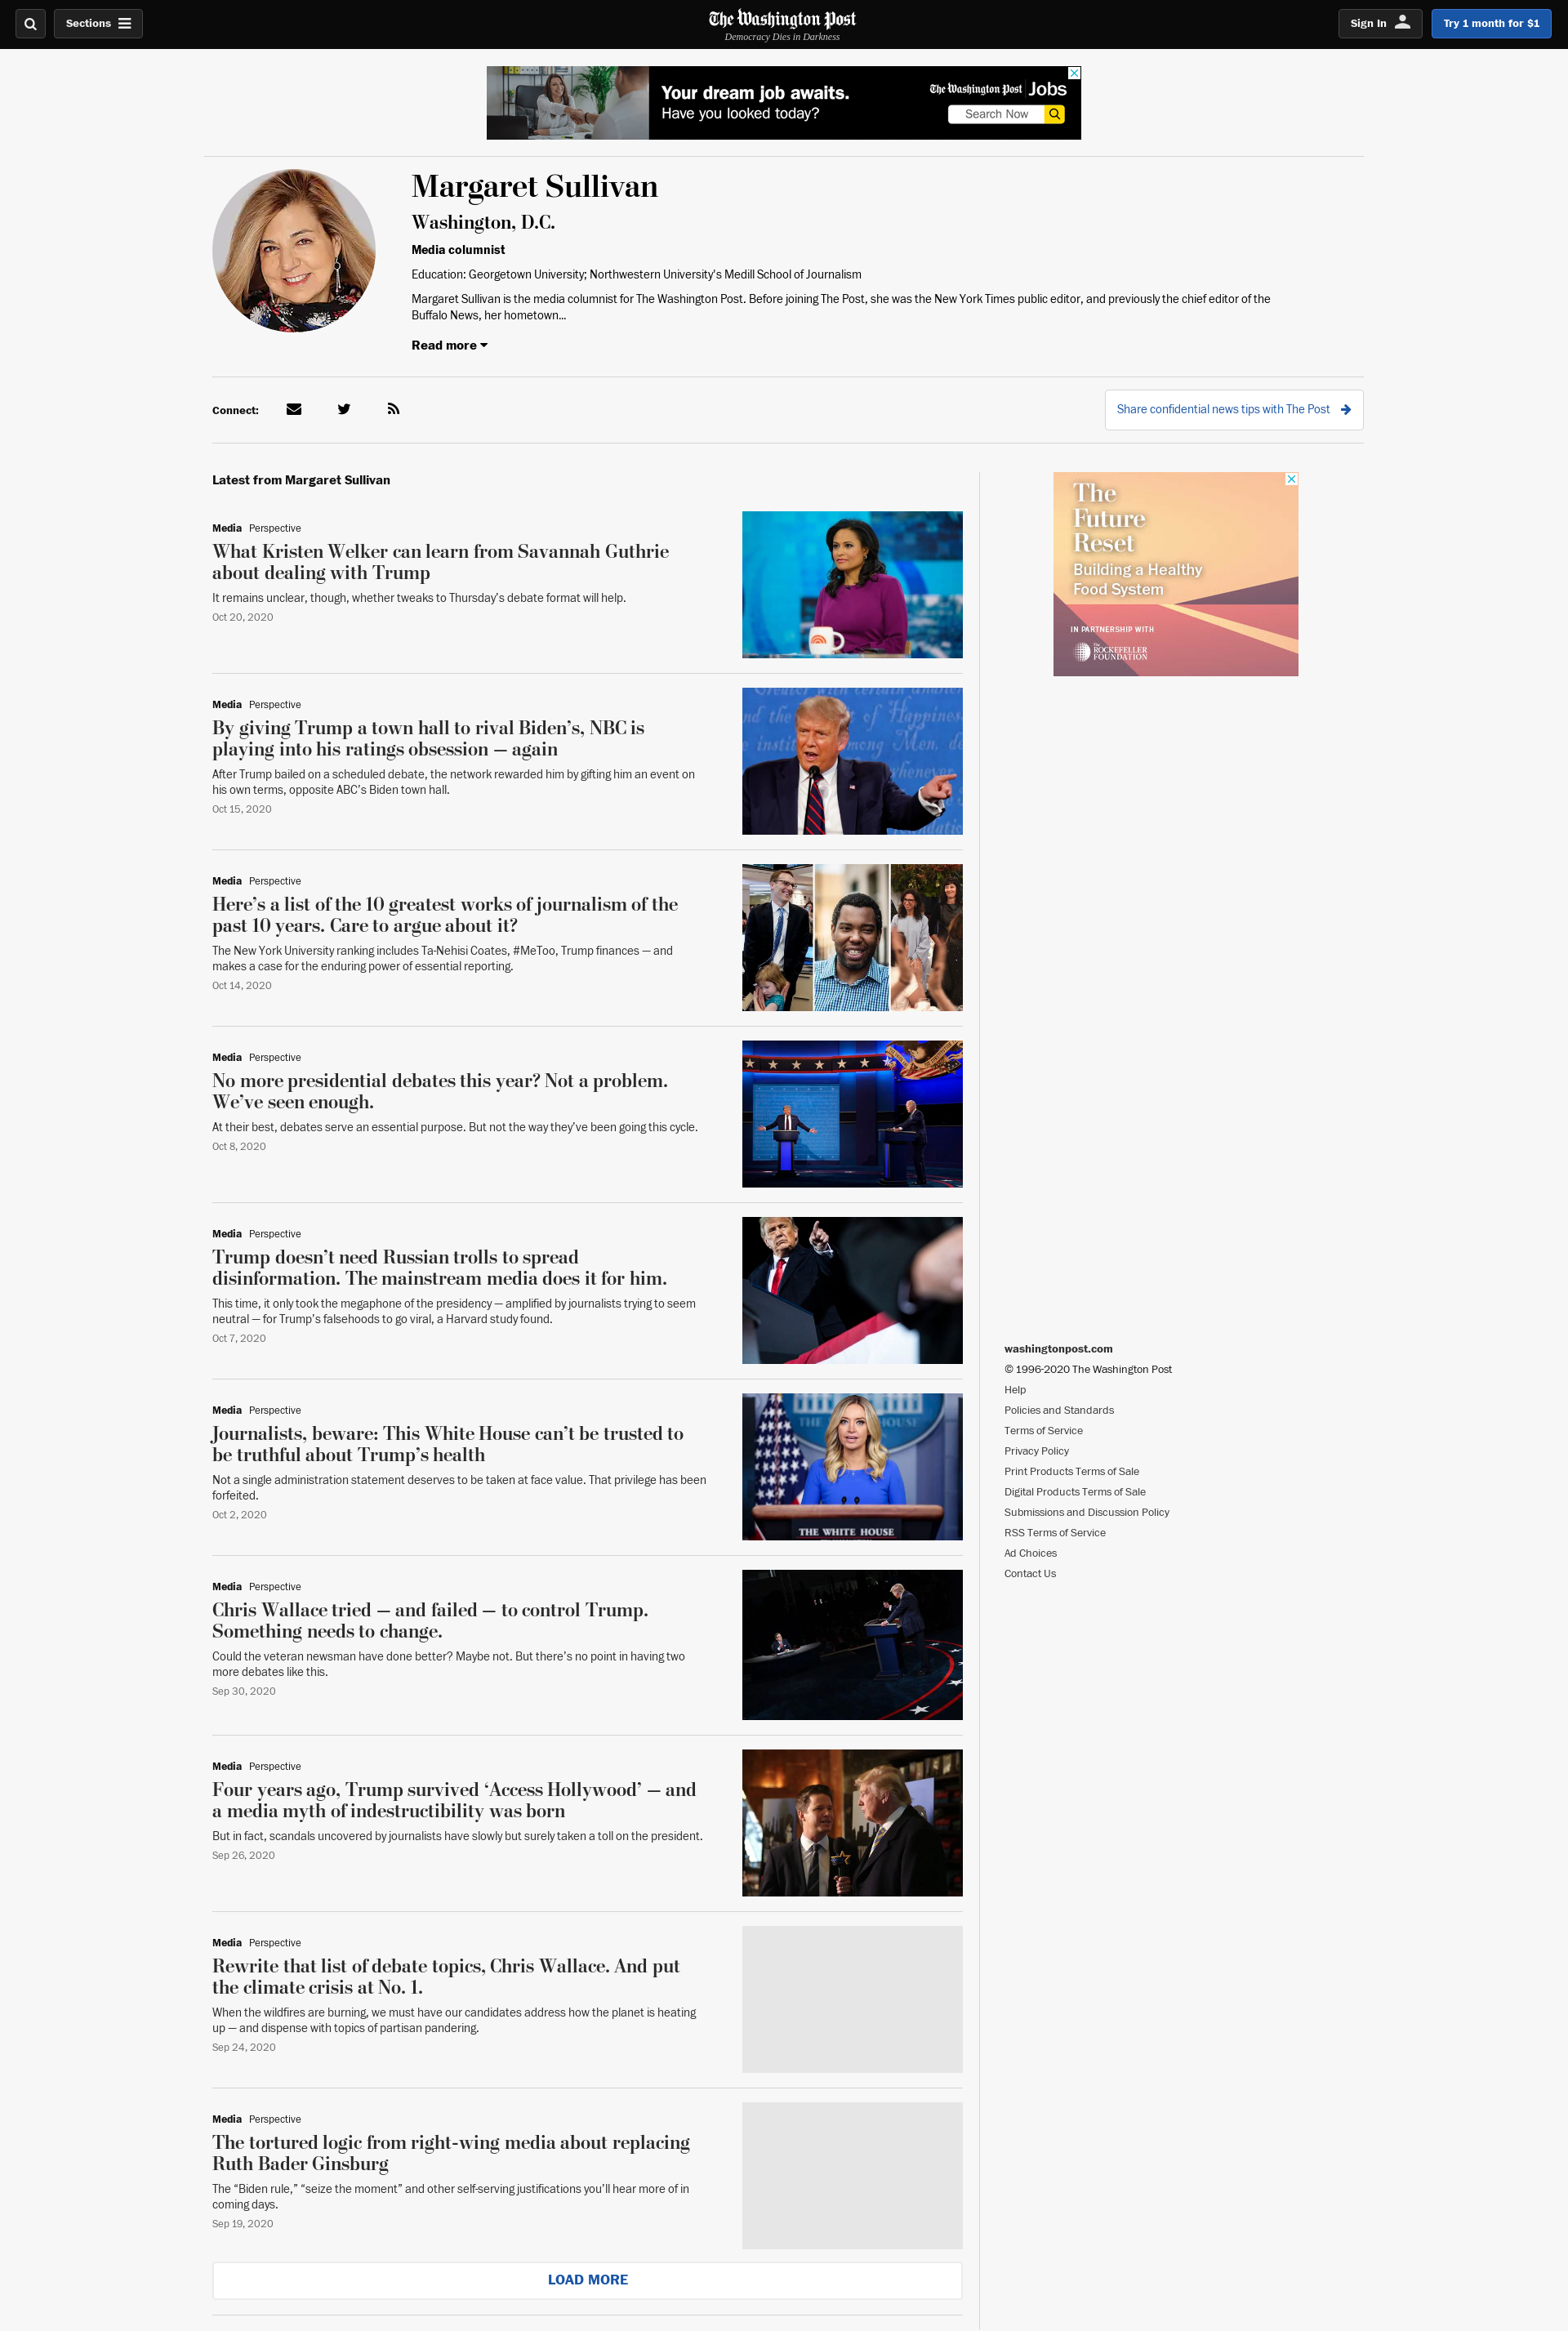 Sections
The Washington Post
Democracy Dies in Darkness
Sign In
Try 1 month for $1
Your dream job awaits.
Have you looked today?
The Washington Post Jobs
Search Now
Margaret Sullivan
Washington, D.C.
Media columnist
Education: Georgetown University; Northwestern University's Medill School of Journalism
Margaret Sullivan is the media columnist for The Washington Post. Before joining The Post, she was the New York Times public editor, and previously the chief editor of the
Buffalo News, her hometown...
Read more
Connect:
Share confidential news tips with The Post
Latest from Margaret Sullivan
Media Perspective
What Kristen Welker can learn from Savannah Guthrie
about dealing with Trump
It remains unclear, though, whether tweaks to Thursday’s debate format will help.
Oct 20, 2020
Media Perspective
By giving Trump a town hall to rival Biden’s, NBC is
playing into his ratings obsession — again
After Trump bailed on a scheduled debate, the network rewarded him by gifting him an event on
his own terms, opposite ABC’s Biden town hall.
Oct 15, 2020
Media Perspective
Here’s a list of the 10 greatest works of journalism of the
past 10 years. Care to argue about it?
The New York University ranking includes Ta-Nehisi Coates, #MeToo, Trump finances — and
makes a case for the enduring power of essential reporting.
Oct 14, 2020
Media Perspective
No more presidential debates this year? Not a problem.
We’ve seen enough.
At their best, debates serve an essential purpose. But not the way they’ve been going this cycle.
Oct 8, 2020
Media Perspective
Trump doesn’t need Russian trolls to spread
disinformation. The mainstream media does it for him.
This time, it only took the megaphone of the presidency — amplified by journalists trying to seem
neutral — for Trump’s falsehoods to go viral, a Harvard study found.
Oct 7, 2020
Media Perspective
Journalists, beware: This White House can’t be trusted to
be truthful about Trump’s health
Not a single administration statement deserves to be taken at face value. That privilege has been
forfeited.
Oct 2, 2020
THE WHITE HOUSE
Media Perspective
Chris Wallace tried — and failed — to control Trump.
Something needs to change.
Could the veteran newsman have done better? Maybe not. But there’s no point in having two
more debates like this.
Sep 30, 2020
Media Perspective
Four years ago, Trump survived ‘Access Hollywood’ — and
a media myth of indestructibility was born
But in fact, scandals uncovered by journalists have slowly but surely taken a toll on the president.
Sep 26, 2020
Media Perspective
Rewrite that list of debate topics, Chris Wallace. And put
the climate crisis at No. 1.
When the wildfires are burning, we must have our candidates address how the planet is heating
up — and dispense with topics of partisan pandering.
Sep 24, 2020
Media Perspective
The tortured logic from right-wing media about replacing
Ruth Bader Ginsburg
The “Biden rule,” “seize the moment” and other self-serving justifications you’ll hear more of in
coming days.
Sep 19, 2020
LOAD MORE
The
Future
Reset
Building a Healthy
Food System
IN PARTNERSHIP WITH
The
ROCKEFELLER
FOUNDATION
washingtonpost.com
© 1996-2020 The Washington Post
Help
Policies and Standards
Terms of Service
Privacy Policy
Print Products Terms of Sale
Digital Products Terms of Sale
Submissions and Discussion Policy
RSS Terms of Service
Ad Choices
Contact Us